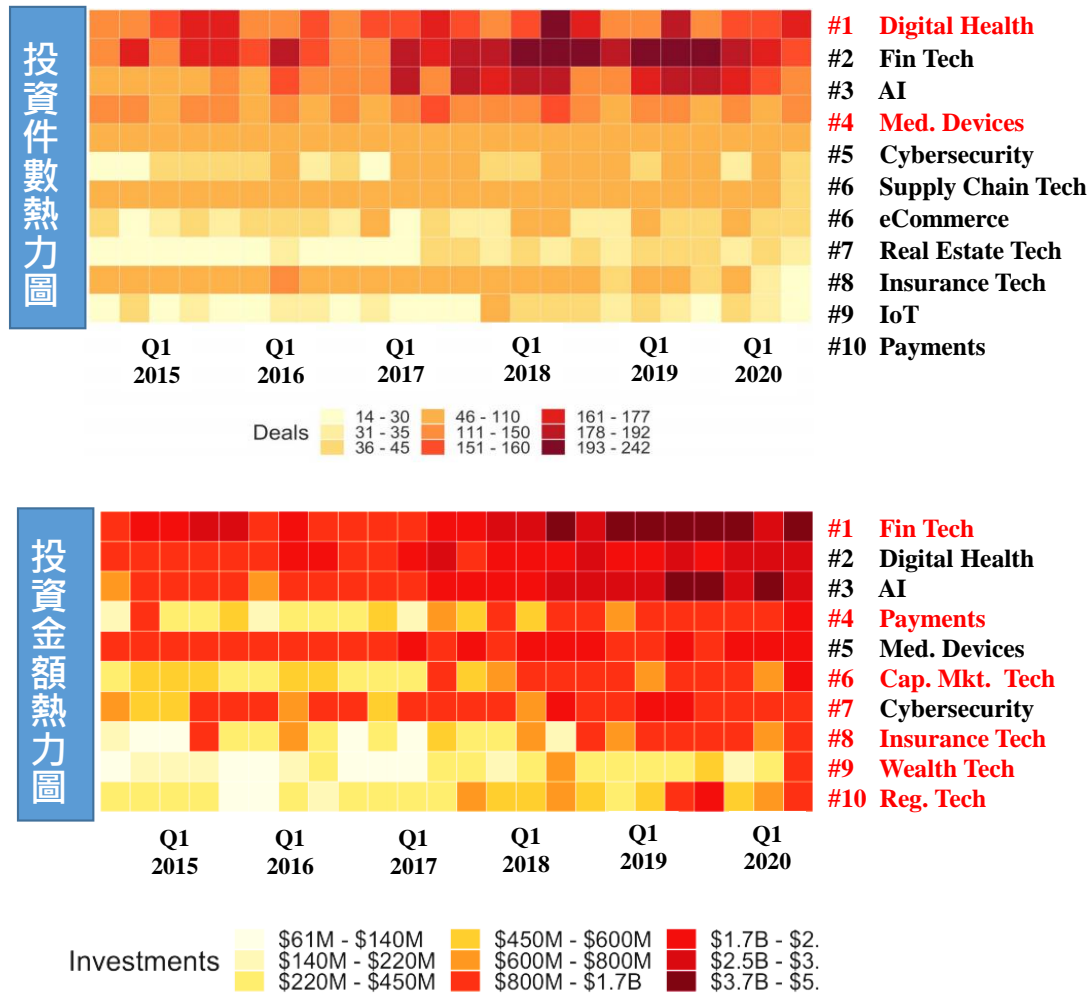 投資件數熱力圖
#1 Digital Health
#2 Fin Tech
#3 AI
#4 Med. Devices
#5 Cybersecurity
#6 Supply Chain Tech
#6 eCommerce
#7 Real Estate Tech
#8 Insurance Tech
#9 IoT
#10 Payments
Q1 Q1 Q1 Q1 Q1 Q1
2015 2016 2017 2018 2019 2020
Deals
14 - 30 46 - 110 161 - 177
31 - 35 111 - 150 178 - 192
36 - 45 151 - 160 193 - 242
投資金額熱力圖
#1 Fin Tech
#2 Digital Health
#3 AI
#4 Payments
#5 Med. Devices
#6 Cap. Mkt. Tech
#7 Cybersecurity
#8 Insurance Tech
#9 Wealth Tech
#10 Reg. Tech
Q1 Q1 Q1 Q1 Q1 Q1
2015 2016 2017 2018 2019 2020
Investments
$61M - $140M $450M - $600M $1.7B - $2.
$140M - $220M $600M - $800M $2.5B - $3.
$220M - $450M $800M - $1.7B $3.7B - $5.